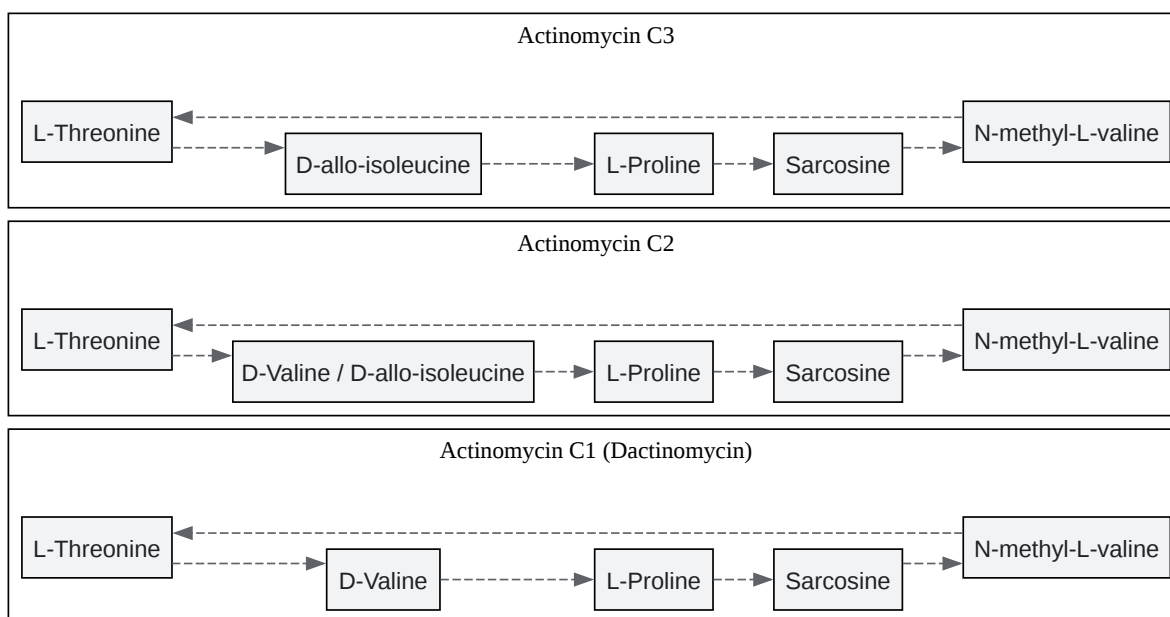 Actinomycin C3
L-Threonine
D-allo-isoleucine
L-Proline
Sarcosine
N-methyl-L-valine
Actinomycin C2
L-Threonine
D-Valine / D-allo-isoleucine
L-Proline
Sarcosine
N-methyl-L-valine
Actinomycin C1 (Dactinomycin)
L-Threonine
D-Valine
L-Proline
Sarcosine
N-methyl-L-valine